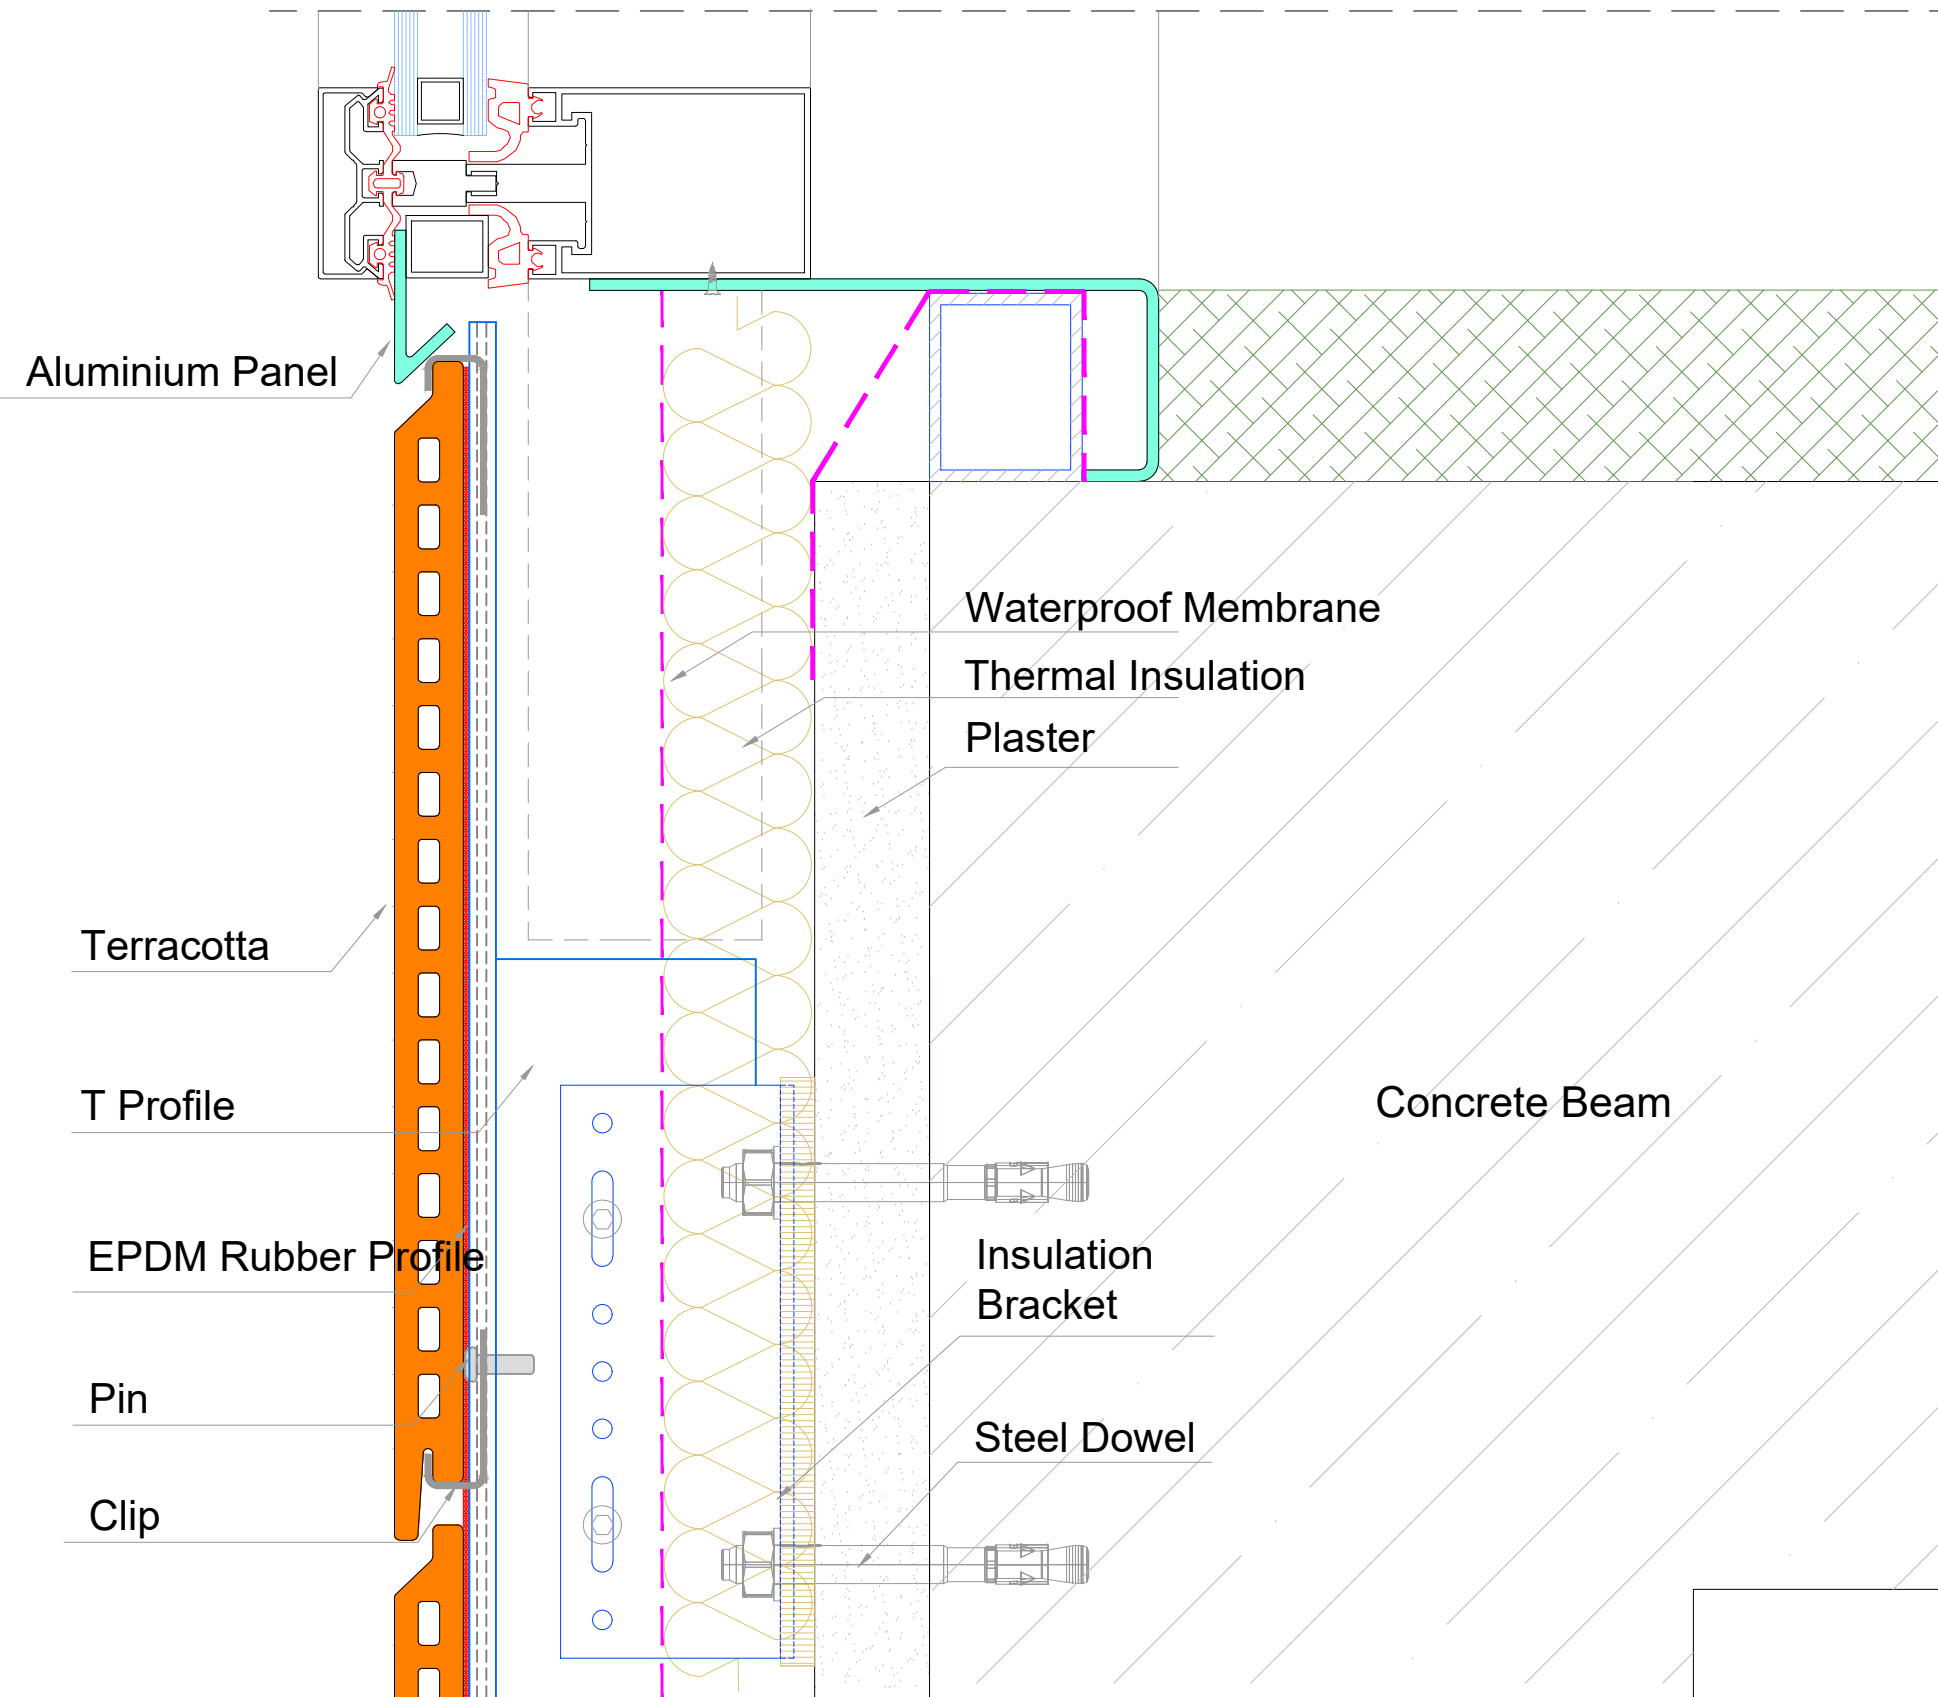 Aluminium Panel
Waterproof Membrane
Thermal Insulation
Plaster
Terracotta
T Profile
Concrete Beam
EPDM Rubber Profile
Insulation
Bracket
Pin
Steel Dowel
Clip